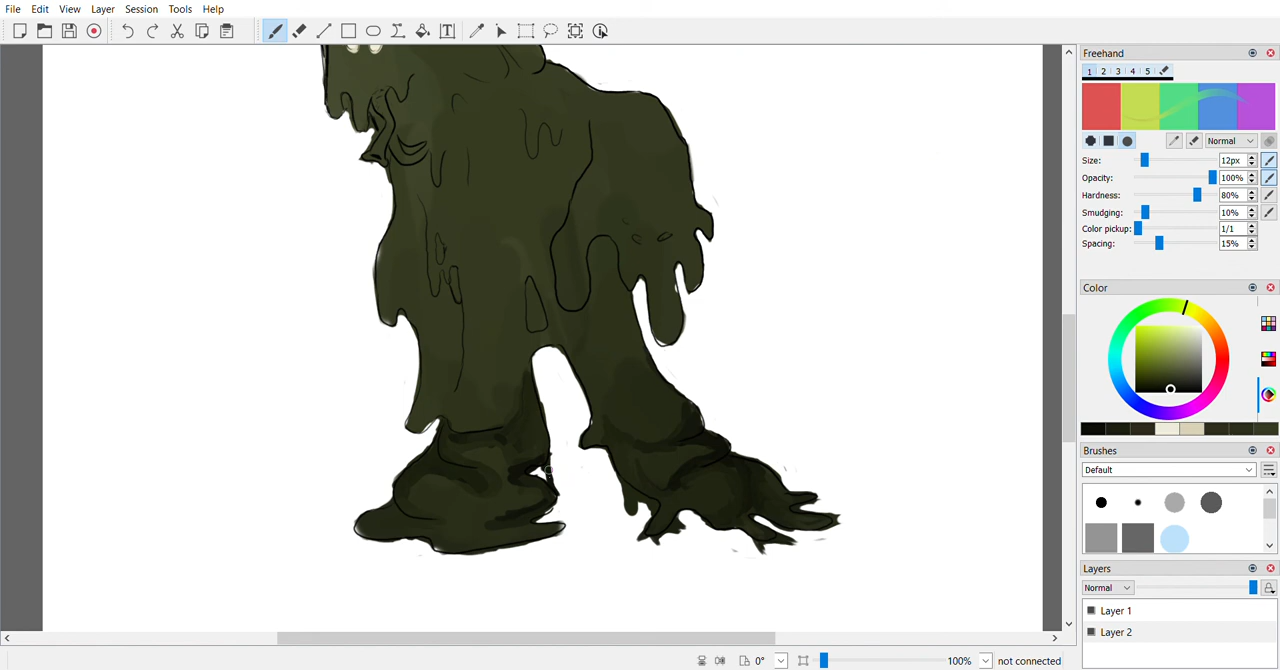 File Edit View Layer Session Tools Help
Freehand
1 2 3 4 5
Normal
Size: 12px
Opacity: 100%
Hardness: 80%
Smudging: 10%
Color pickup: 1/1
Spacing: 15%
Color
Brushes
Default
Layers
Normal
Layer 1
Layer 2
0° 100% not connected